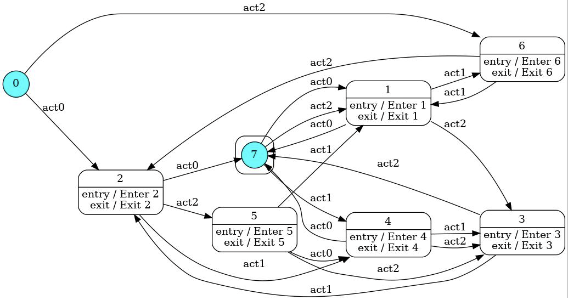 act2
6
entry / Enter 6
exit / Exit 6
0
act2
act0
act1
1
entry / Enter 1
exit / Exit 1
act1
act0
act2
act0
act2
act1
7
act0
act2
2
entry / Enter 2
exit / Exit 2
act2
act1
5
entry / Enter 5
exit / Exit 5
act0
4
entry / Enter 4
exit / Exit 4
act1
act2
3
entry / Enter 3
exit / Exit 3
act1
act0
act2
act1